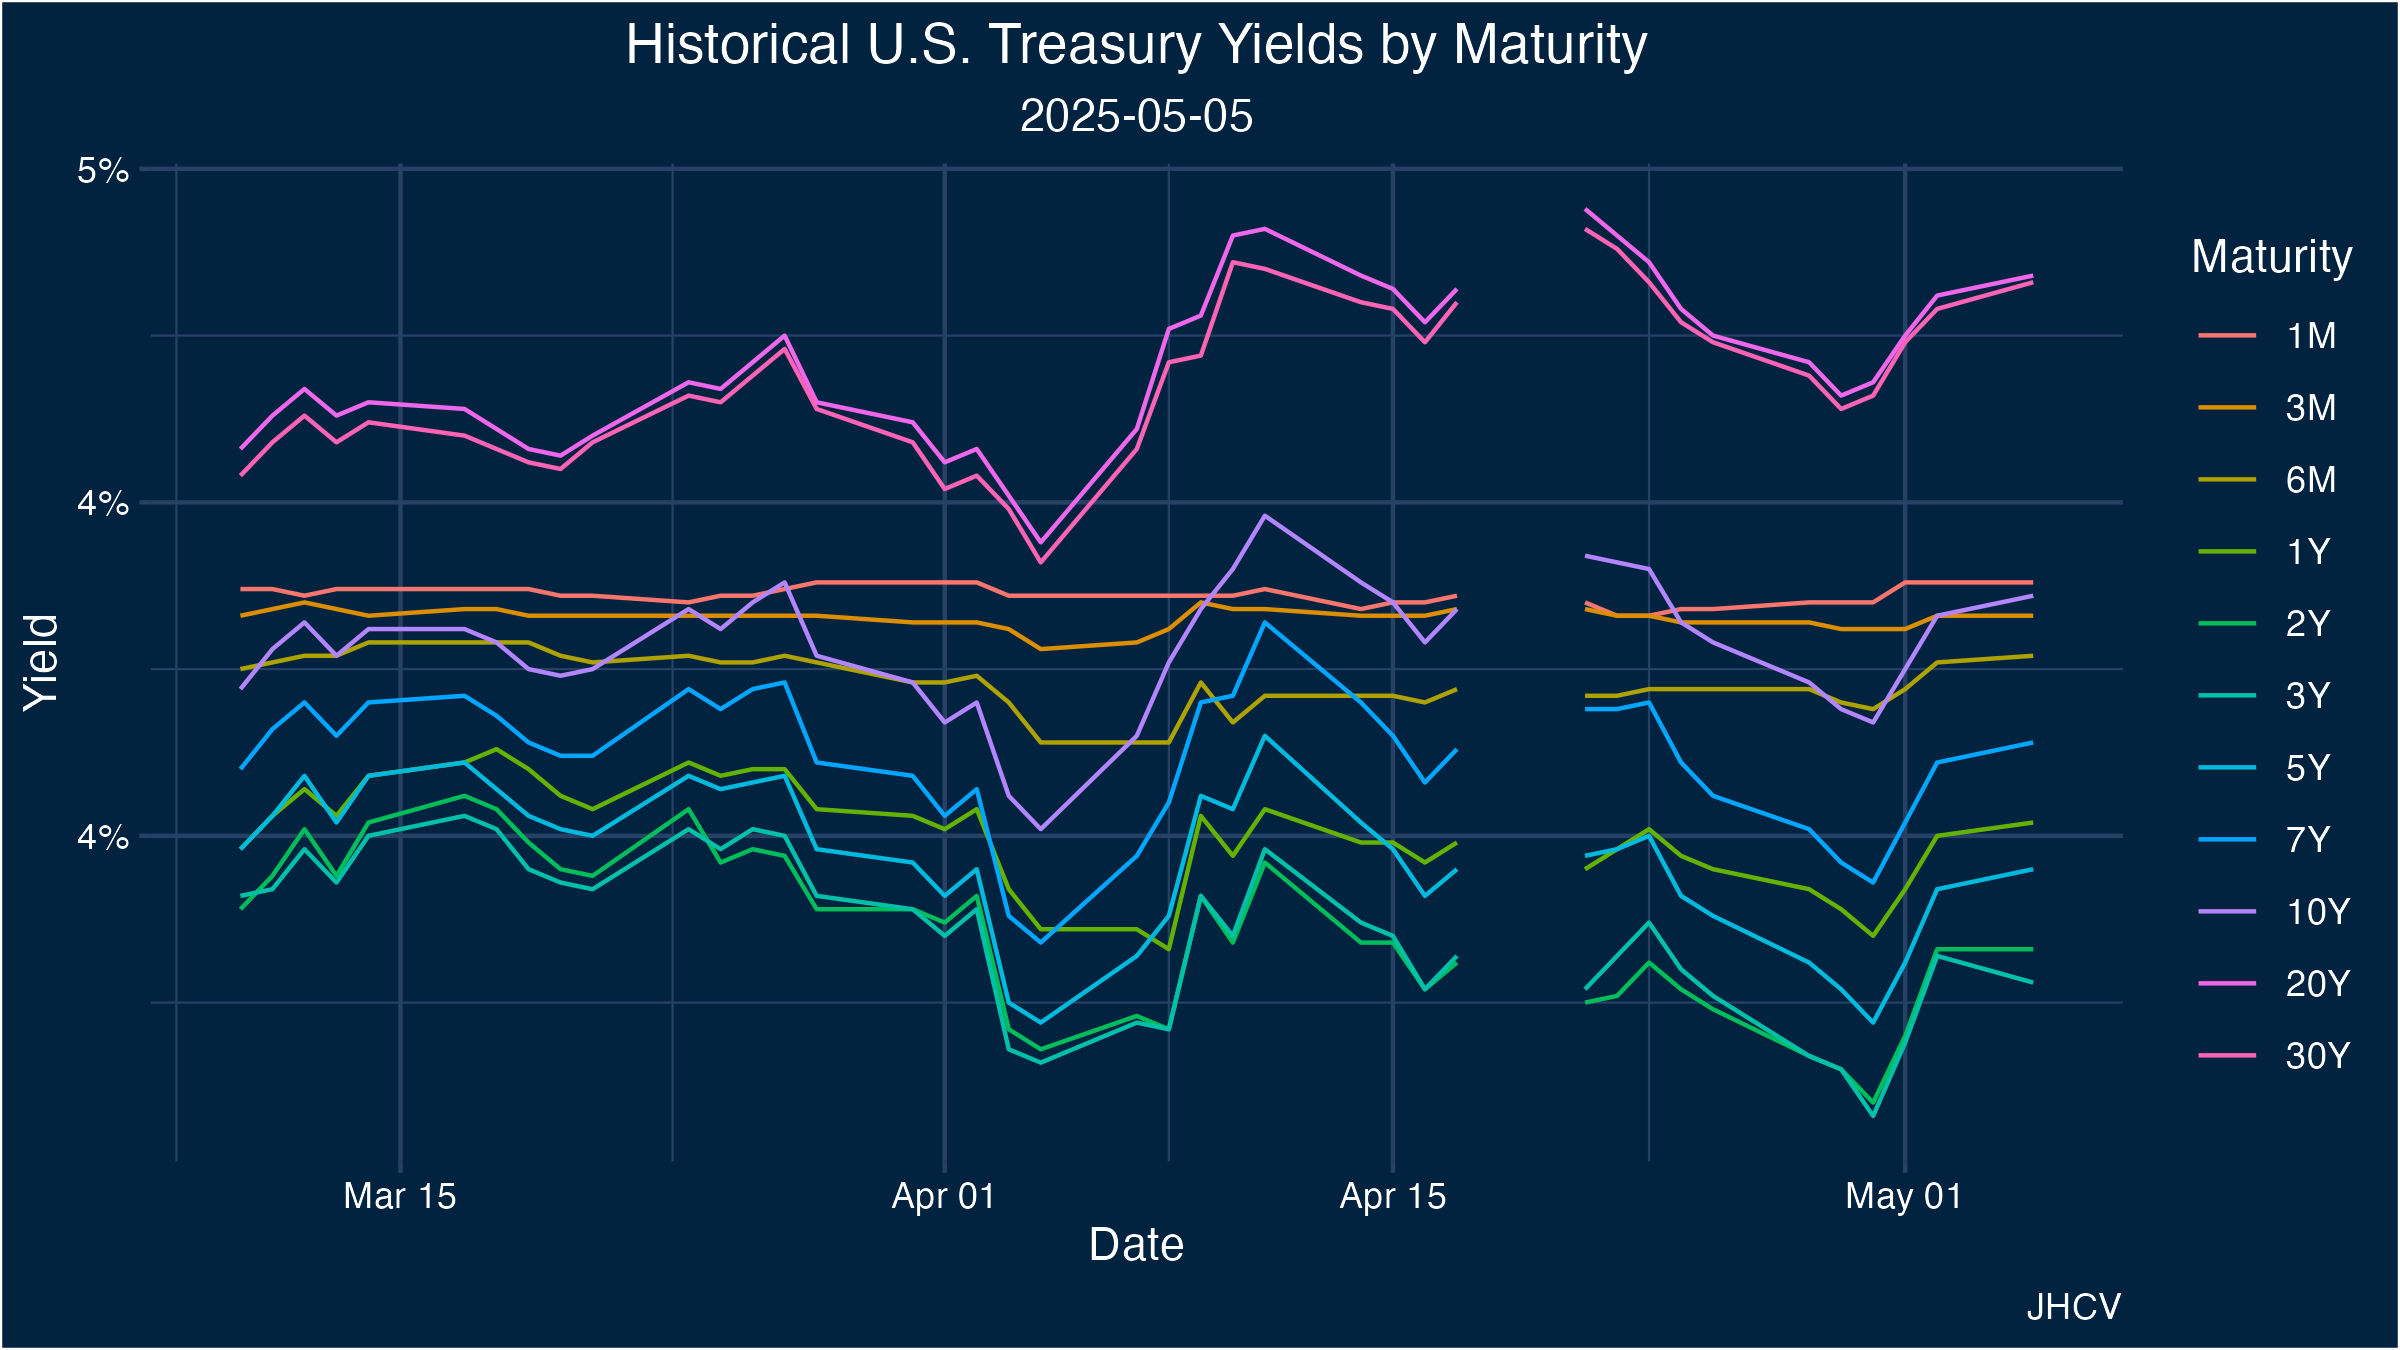 Historical U.S. Treasury Yields by Maturity
2025-05-05
5%
4%
4%
Yield
Mar 15
Apr 01
Apr 15
May 01
Date
Maturity
1M
3M
6M
1Y
2Y
3Y
5Y
7Y
10Y
20Y
30Y
JHCV